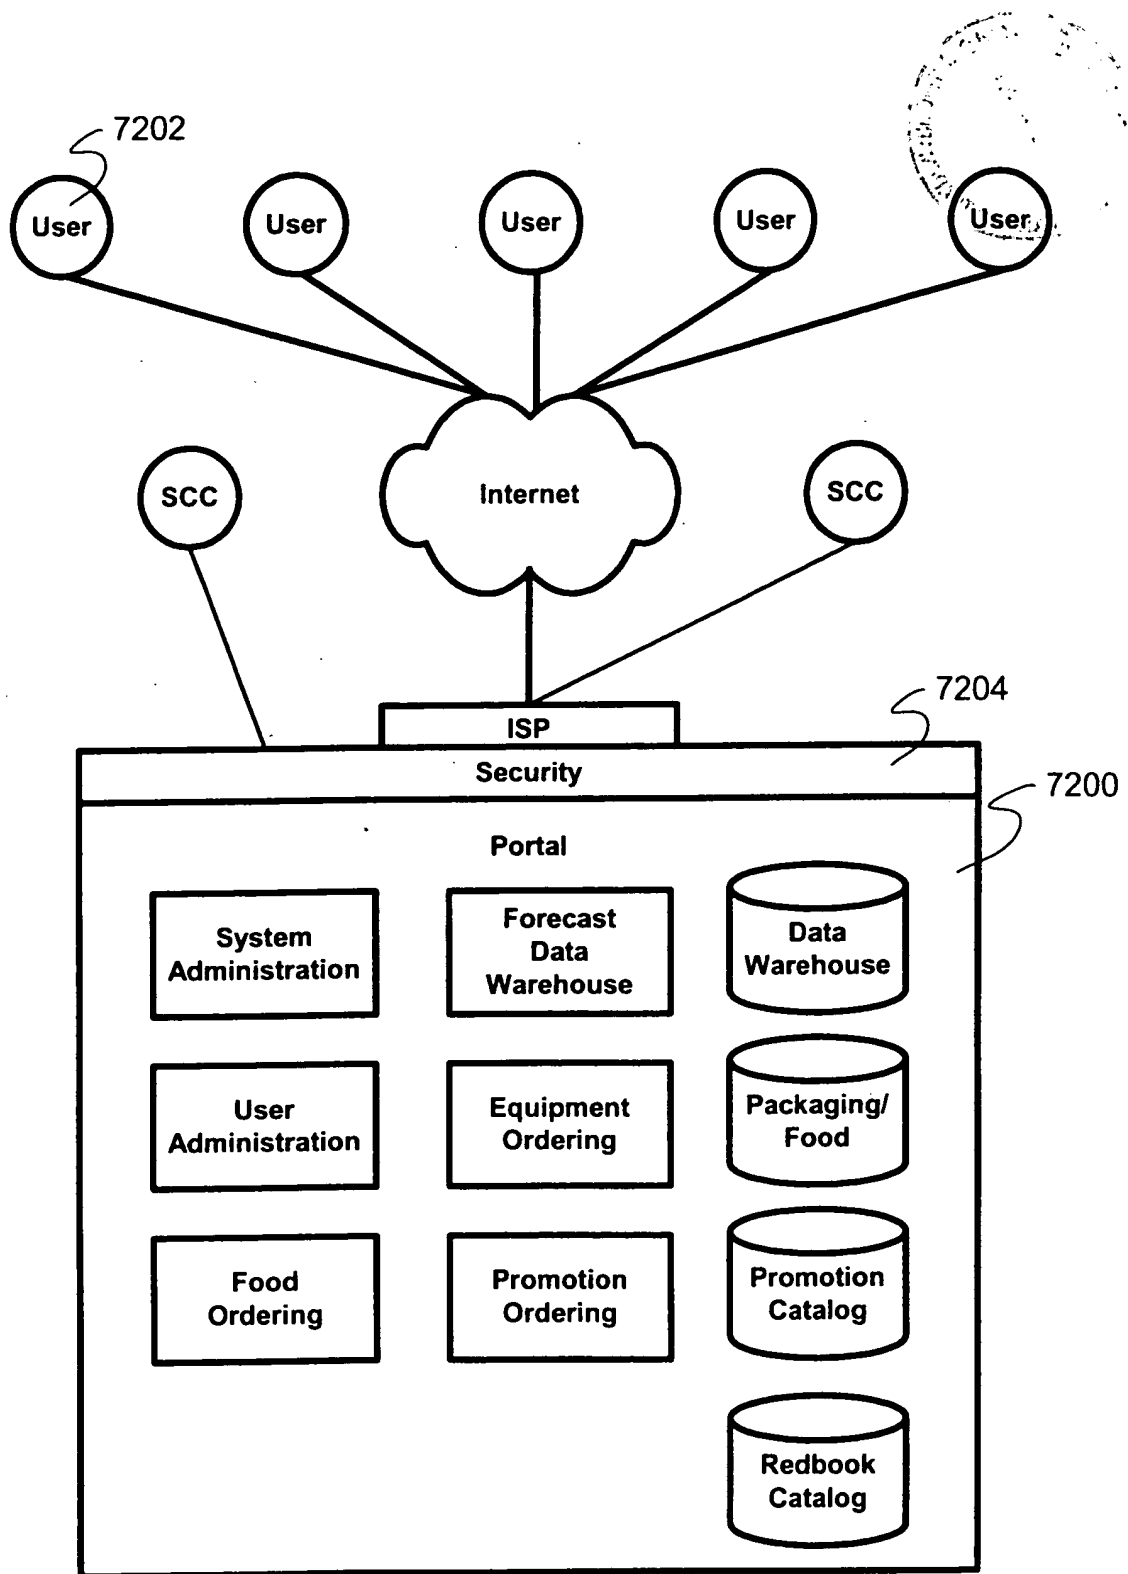 7202
User
User
User
User
User
SCC
Internet
SCC
7204
ISP
Security
7200
Portal
System
Administration
Forecast
Data
Warehouse
Data
Warehouse
User
Administration
Equipment
Ordering
Packaging/
Food
Food
Ordering
Promotion
Ordering
Promotion
Catalog
Redbook
Catalog